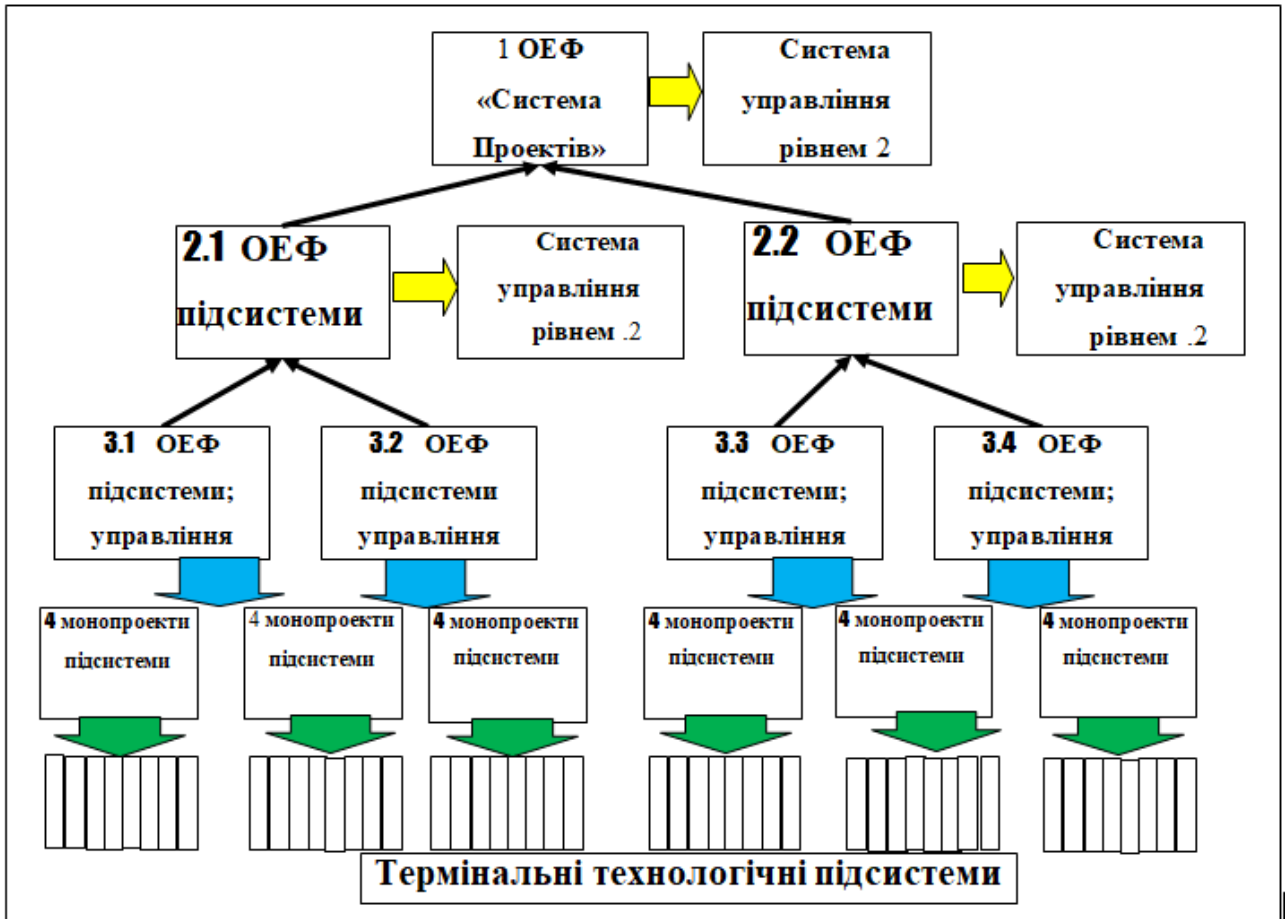 1 ОЕФ
«Система
Проектів»
Система
управління
рівнем 2
2.1 ОЕФ
підсистеми
Система
управління
рівнем .2
2.2 ОЕФ
підсистеми
Система
управління
рівнем .2
3.1 ОЕФ
підсистеми;
управління
3.2 ОЕФ
підсистеми
управління
3.3 ОЕФ
підсистеми;
управління
3.4 ОЕФ
підсистеми;
управління
4 монопроекти
підсистеми
4 монопроекти
підсистеми
4 монопроекти
підсистеми
4 монопроекти
підсистеми
4 монопроекти
підсистеми
4 монопроекти
підсистеми
Термінальні технологічні підсистеми